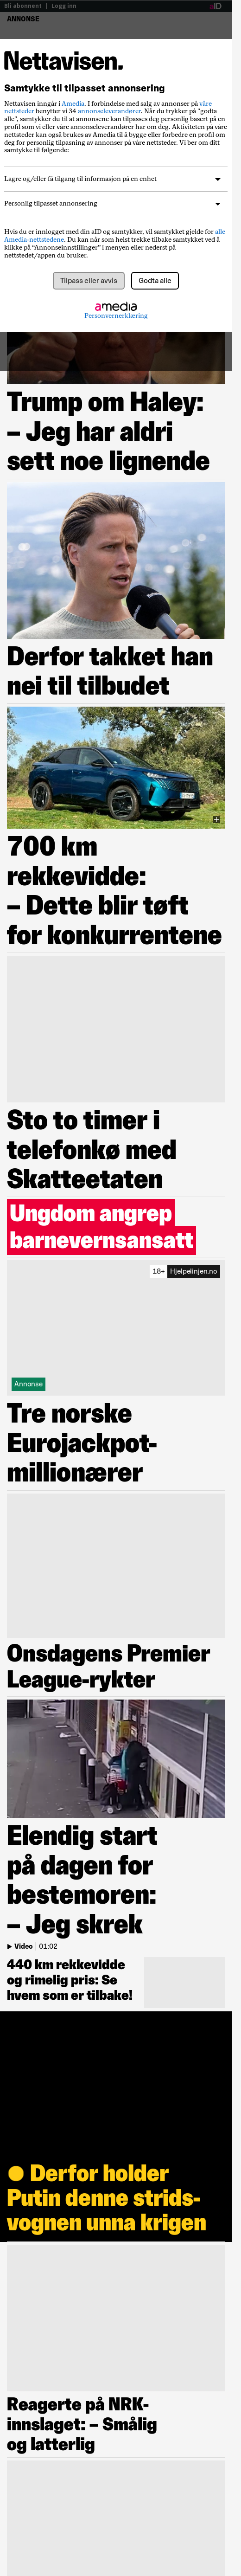 Bli abonnent | Logg inn
ANNONSE
Nettavisen.
Samtykke til tilpasset annonsering
Nettavisen inngår i Amedia. I forbindelse med salg av annonser på våre
nettsteder benytter vi 34 annonseleverandører. Når du trykker på "godta
alle", samtykker du til at annonsene kan tilpasses deg personlig basert på en
profil som vi eller våre annonseleverandører har om deg. Aktiviteten på våre
nettsteder kan også brukes av Amedia til å bygge eller forbedre en profil om
deg for personlig tilpasning av annonser på våre nettsteder. Vi ber om ditt
samtykke til følgende:
Lagre og/eller få tilgang til informasjon på en enhet
Personlig tilpasset annonsering
Hvis du er innlogget med din aID og samtykker, vil samtykket gjelde for alle
Amedia-nettstedene. Du kan når som helst trekke tilbake samtykket ved å
klikke på “Annonseinnstillinger” i menyen eller nederst på
nettstedet/appen du bruker.
Tilpass eller avvis
Godta alle
amedia
Personvernerklæring
Trump om Haley:
– Jeg har aldri
sett noe lignende
Derfor takket han
nei til tilbudet
700 km
rekkevidde:
– Dette blir tøft
for konkurrentene
Sto to timer i
telefonkø med
Skatteetaten
Ungdom angrep
barnevernsansatt
18+ Hjelpelinjen.no
Annonse
Tre norske
Eurojackpot-
millionærer
Onsdagens Premier
League-rykter
Elendig start
på dagen for
bestemoren:
– Jeg skrek
Video | 01:02
440 km rekkevidde
og rimelig pris: Se
hvem som er tilbake!
Derfor holder
Putin denne strids-
vognen unna krigen
Reagerte på NRK-
innslaget: – Smålig
og latterlig